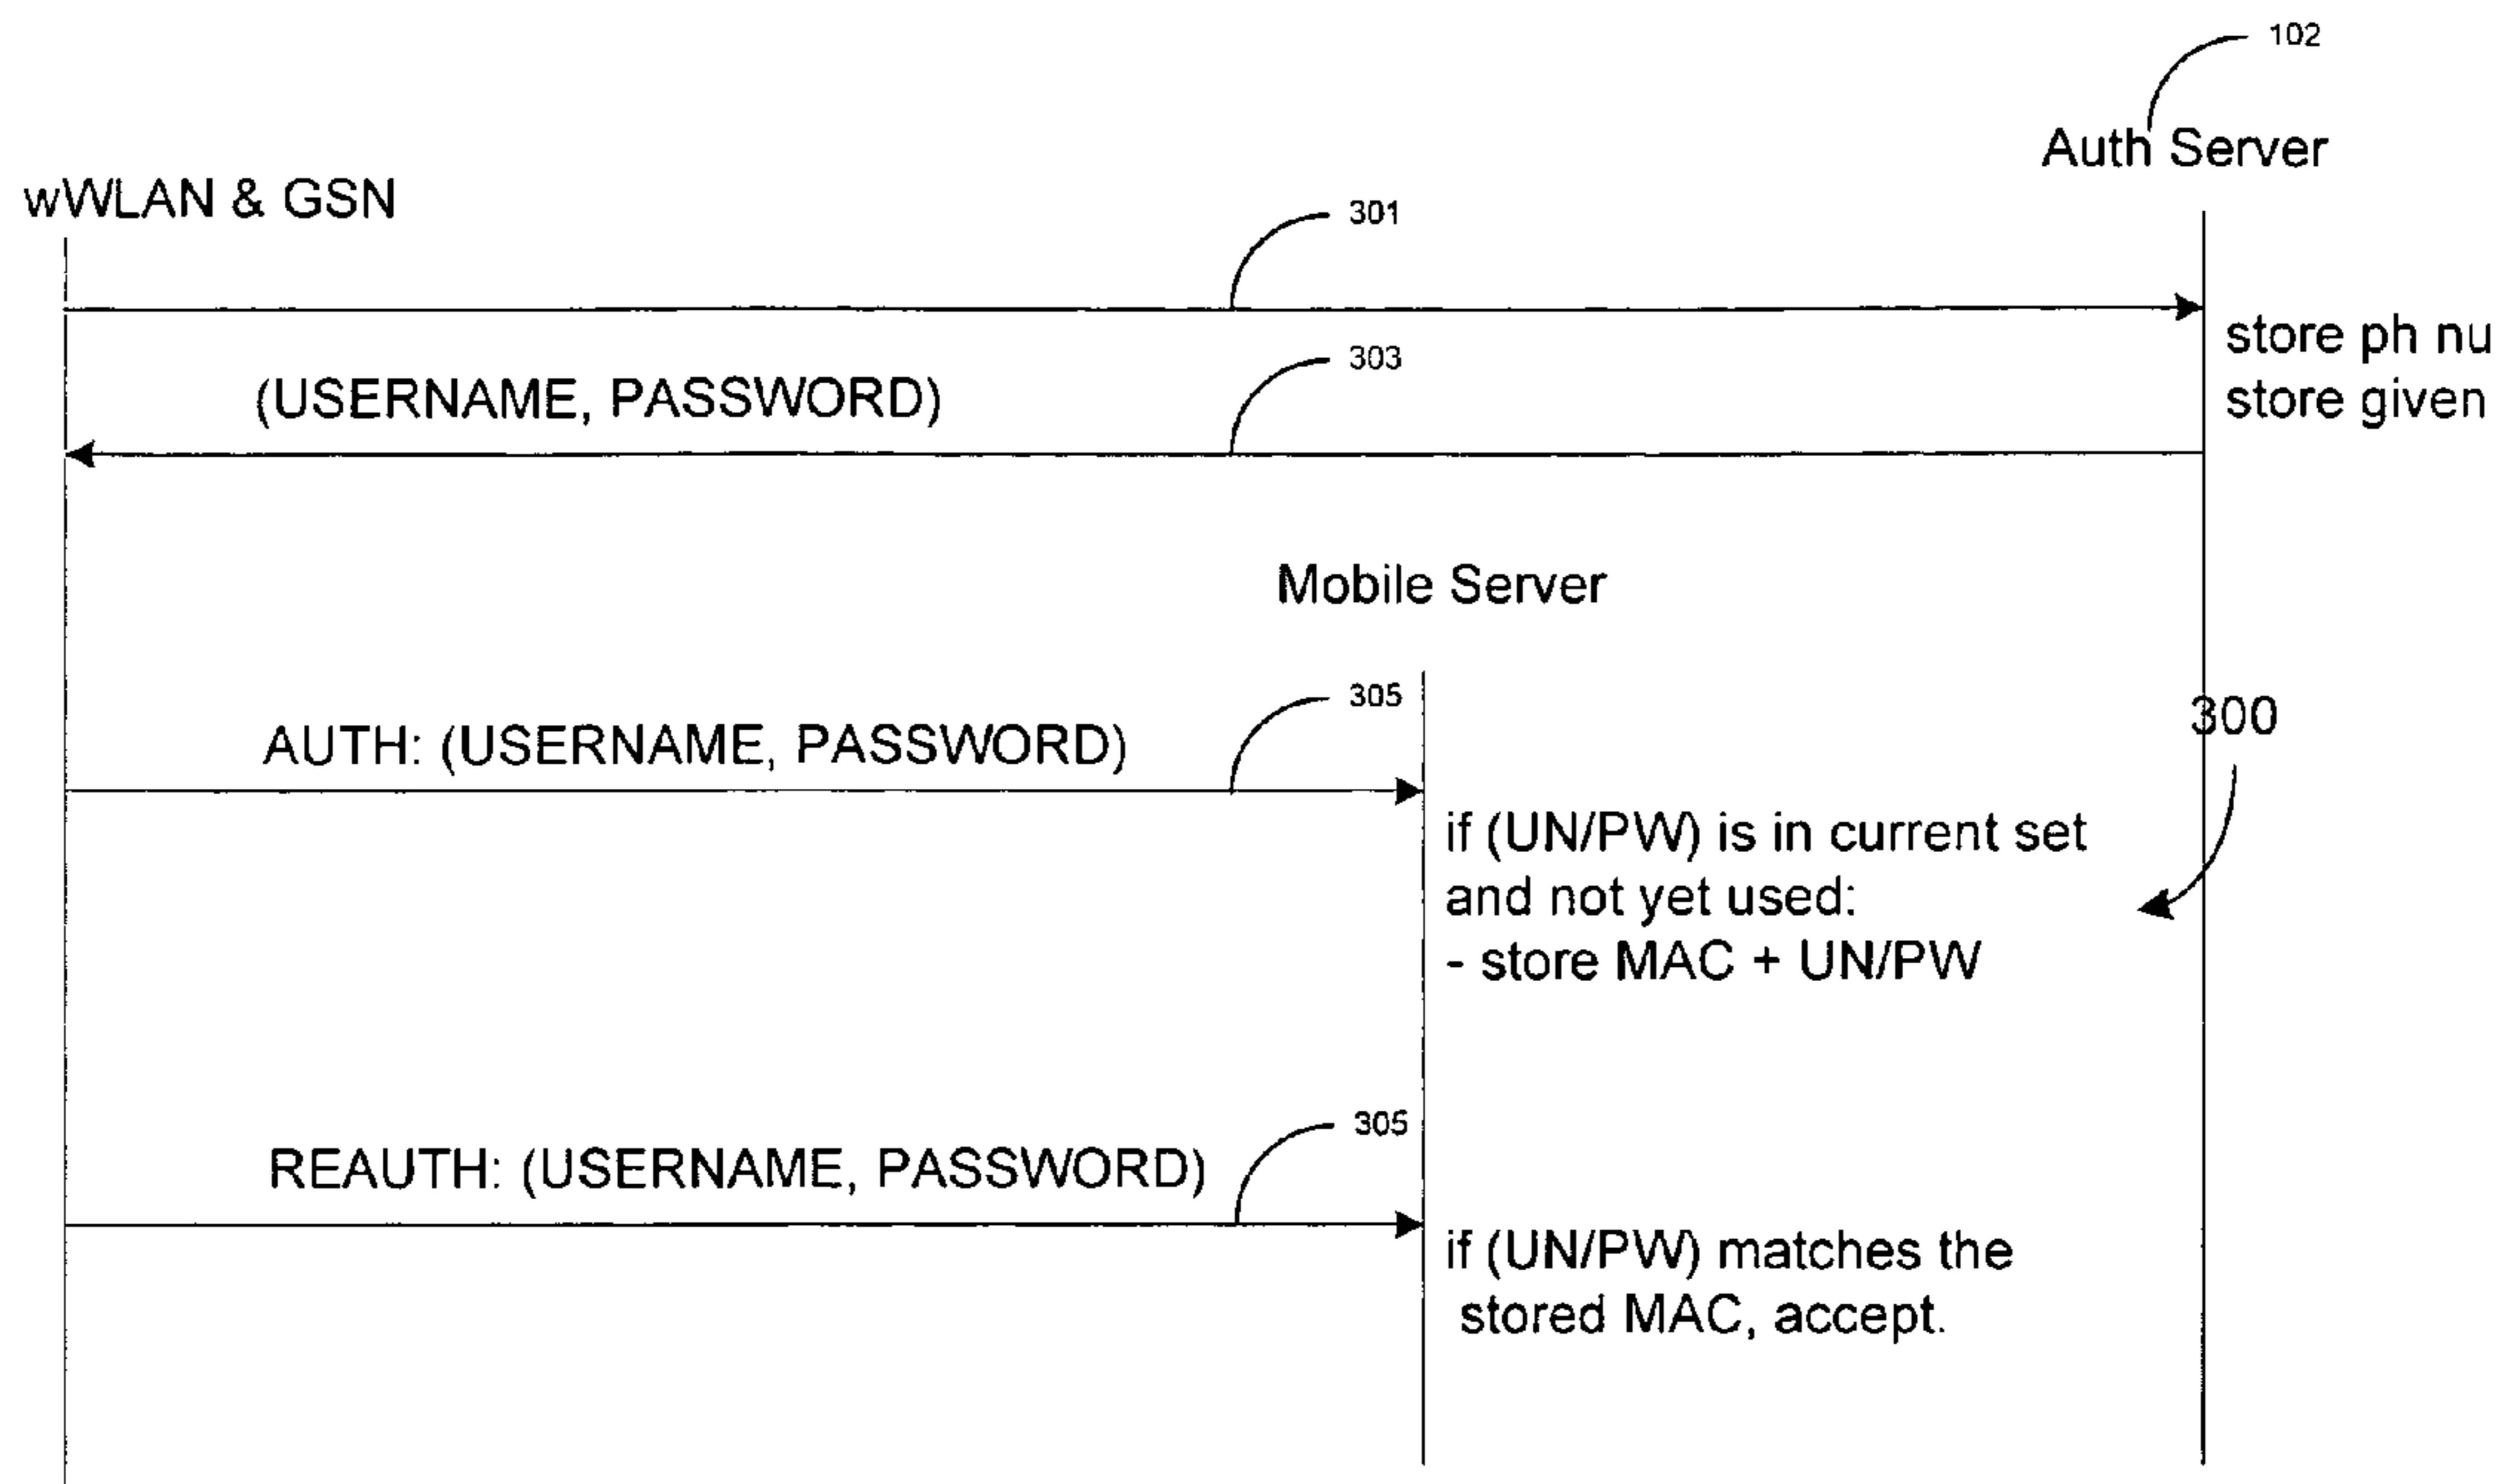 102
Auth Server
wWLAN & GSN
301
store ph nu
303
(USERNAME, PASSWORD)
store given
Mobile Server
305
300
AUTH: (USERNAME, PASSWORD)
if (UN/PW) is in current set
and not yet used:
- store MAC + UN/PW
305
REAUTH: (USERNAME, PASSWORD)
if (UN/PW) matches the
stored MAC, accept.